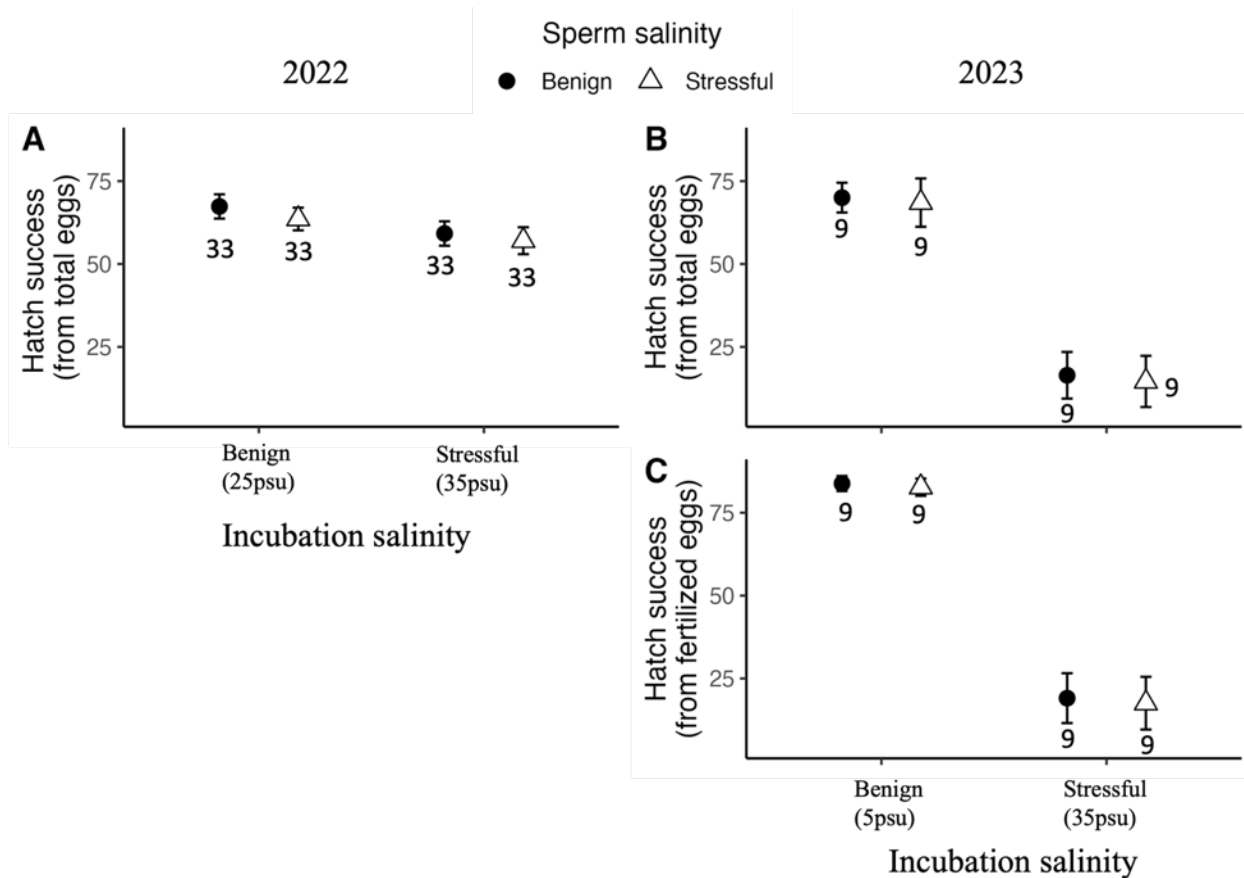 Sperm salinity
2022
Benign
Stressful
2023
A
Hatch success
(from total eggs)
75
50
25
33
33
33
33
Benign
(25psu)
Stressful
(35psu)
Incubation salinity
B
Hatch success
(from total eggs)
75
50
25
9
9
9
9
C
Hatch success
(from fertilized eggs)
75
50
25
9
9
9
9
Benign
(5psu)
Stressful
(35psu)
Incubation salinity